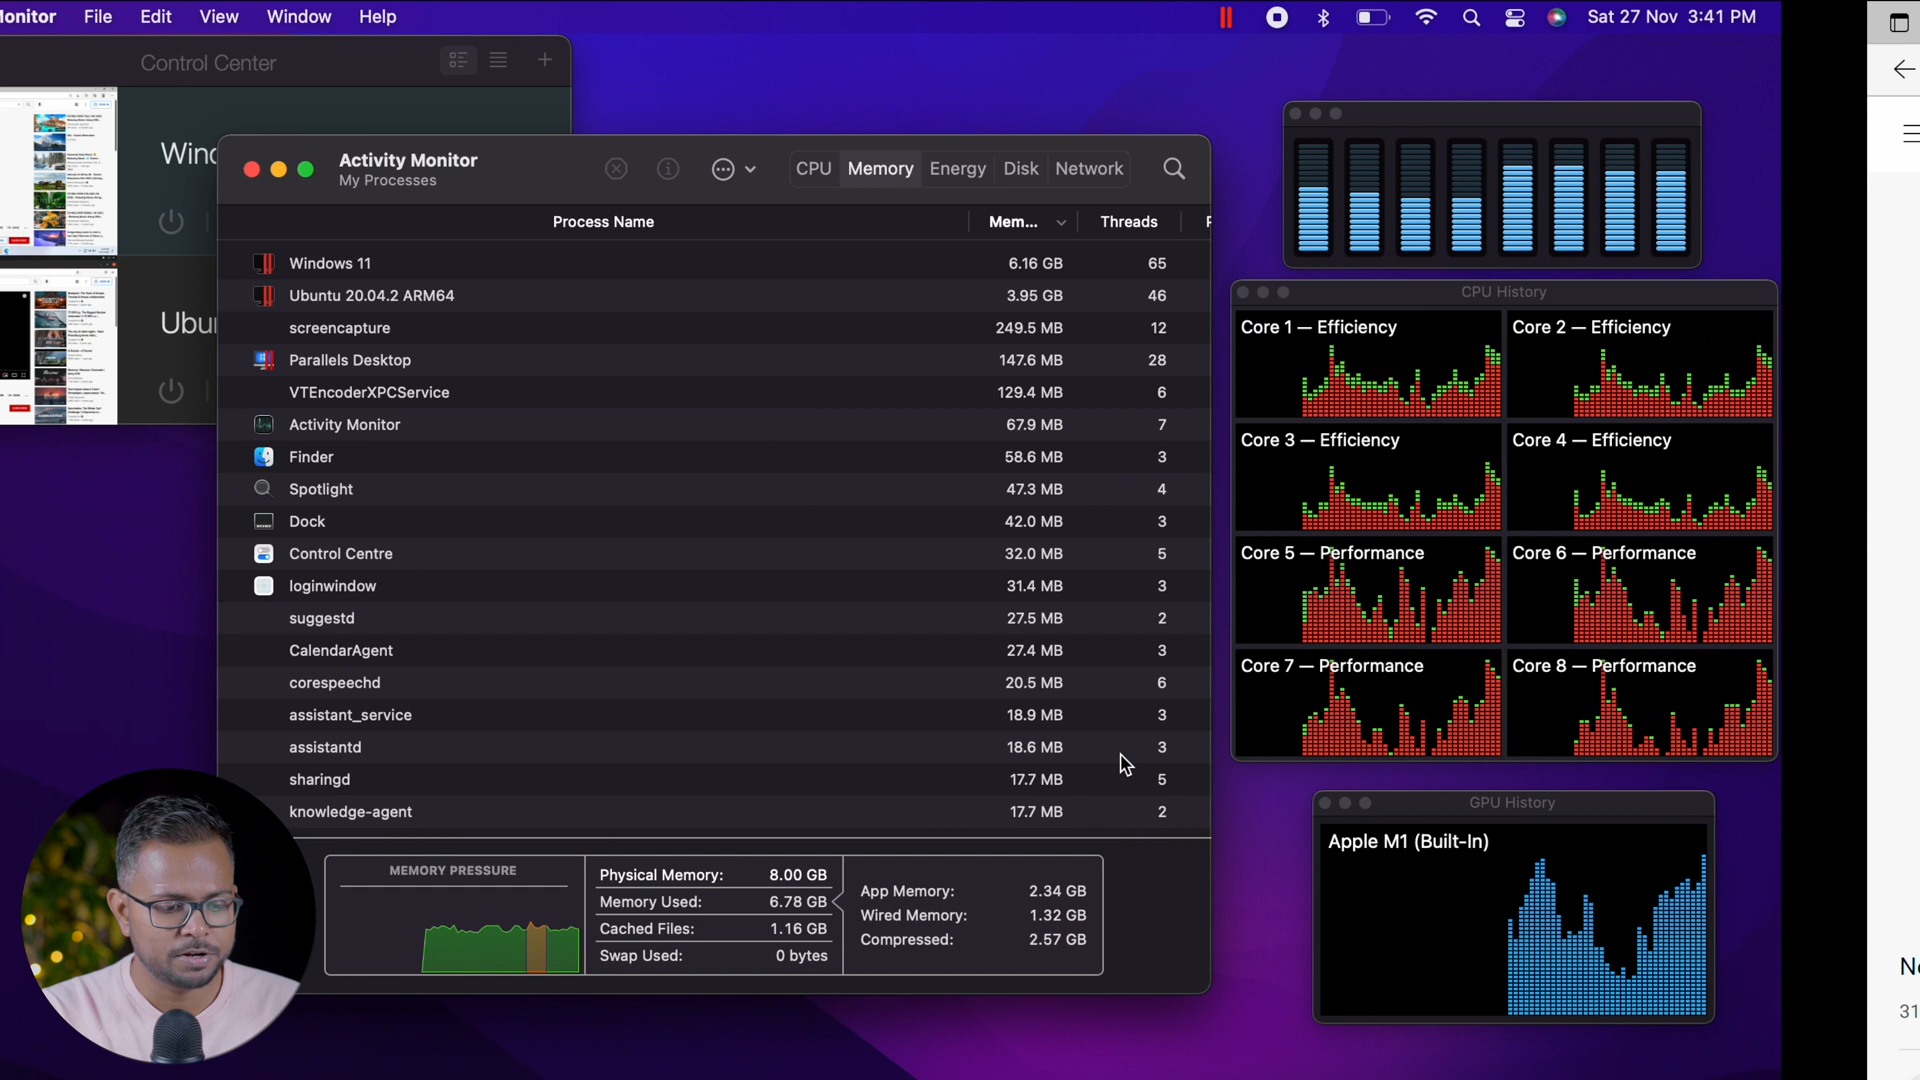 Monitor File Edit View Window Help Sat 27 Nov 3:41 PM
Control Center
Activity Monitor
My Processes
CPU Memory Energy Disk Network
Process Name Mem... Threads
Windows 11 6.16 GB 65
Ubuntu 20.04.2 ARM64 3.95 GB 46
screencapture 249.5 MB 12
Parallels Desktop 147.6 MB 28
VTEncoderXPCService 129.4 MB 6
Activity Monitor 67.9 MB 7
Finder 58.6 MB 3
Spotlight 47.3 MB 4
Dock 42.0 MB 3
Control Centre 32.0 MB 5
loginwindow 31.4 MB 3
suggestd 27.5 MB 2
CalendarAgent 27.4 MB 3
corespeechd 20.5 MB 6
assistant_service 18.9 MB 3
assistantd 18.6 MB 3
sharingd 17.7 MB 5
knowledge-agent 17.7 MB 2
MEMORY PRESSURE
Physical Memory: 8.00 GB
Memory Used: 6.78 GB
Cached Files: 1.16 GB
Swap Used: 0 bytes
App Memory: 2.34 GB
Wired Memory: 1.32 GB
Compressed: 2.57 GB
CPU History
Core 1 — Efficiency
Core 2 — Efficiency
Core 3 — Efficiency
Core 4 — Efficiency
Core 5 — Performance
Core 6 — Performance
Core 7 — Performance
Core 8 — Performance
GPU History
Apple M1 (Built-In)
31